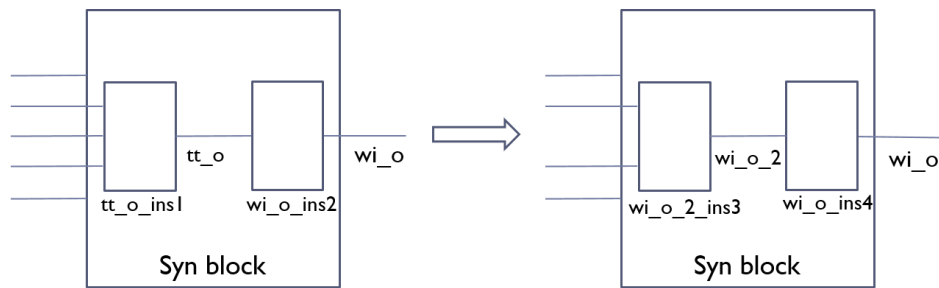 tt_o
wi_o
tt_o_ins1
wi_o_ins2
Syn block
wi_o_2
wi_o
wi_o_2_ins3
wi_o_ins4
Syn block